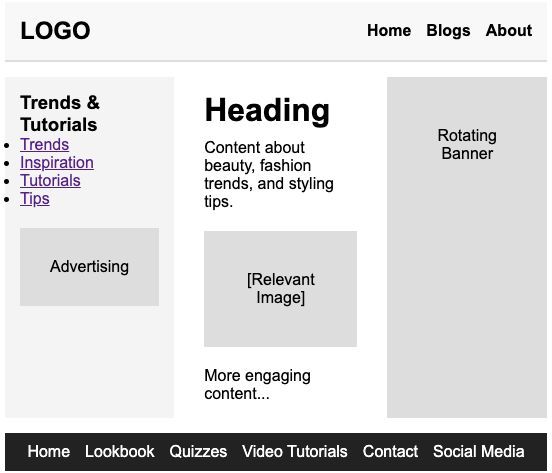 LOGO
Home Blogs About
Trends &
Tutorials
Trends
Inspiration
Tutorials
Tips
Advertising
Heading
Content about
beauty, fashion
trends, and styling
tips.
[Relevant
Image]
More engaging
content...
Rotating
Banner
Home Lookbook Quizzes Video Tutorials Contact Social Media